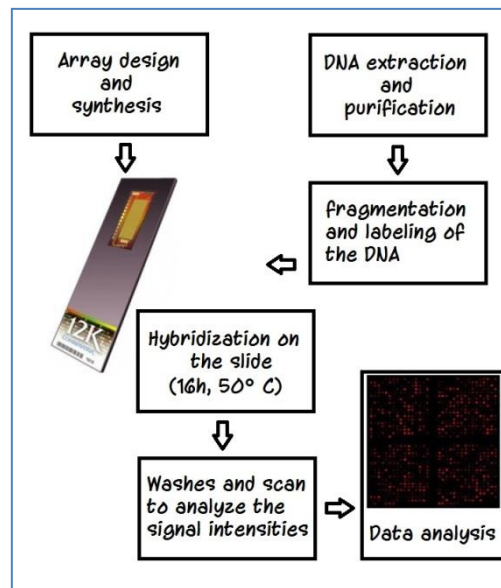 Array design
and
synthesis
DNA extraction
and
purification
fragmentation
and labeling of
the DNA
12K
Hybridization on
the slide
(16h, 50° C)
Washes and scan
to analyze the
signal intensities
Data analysis